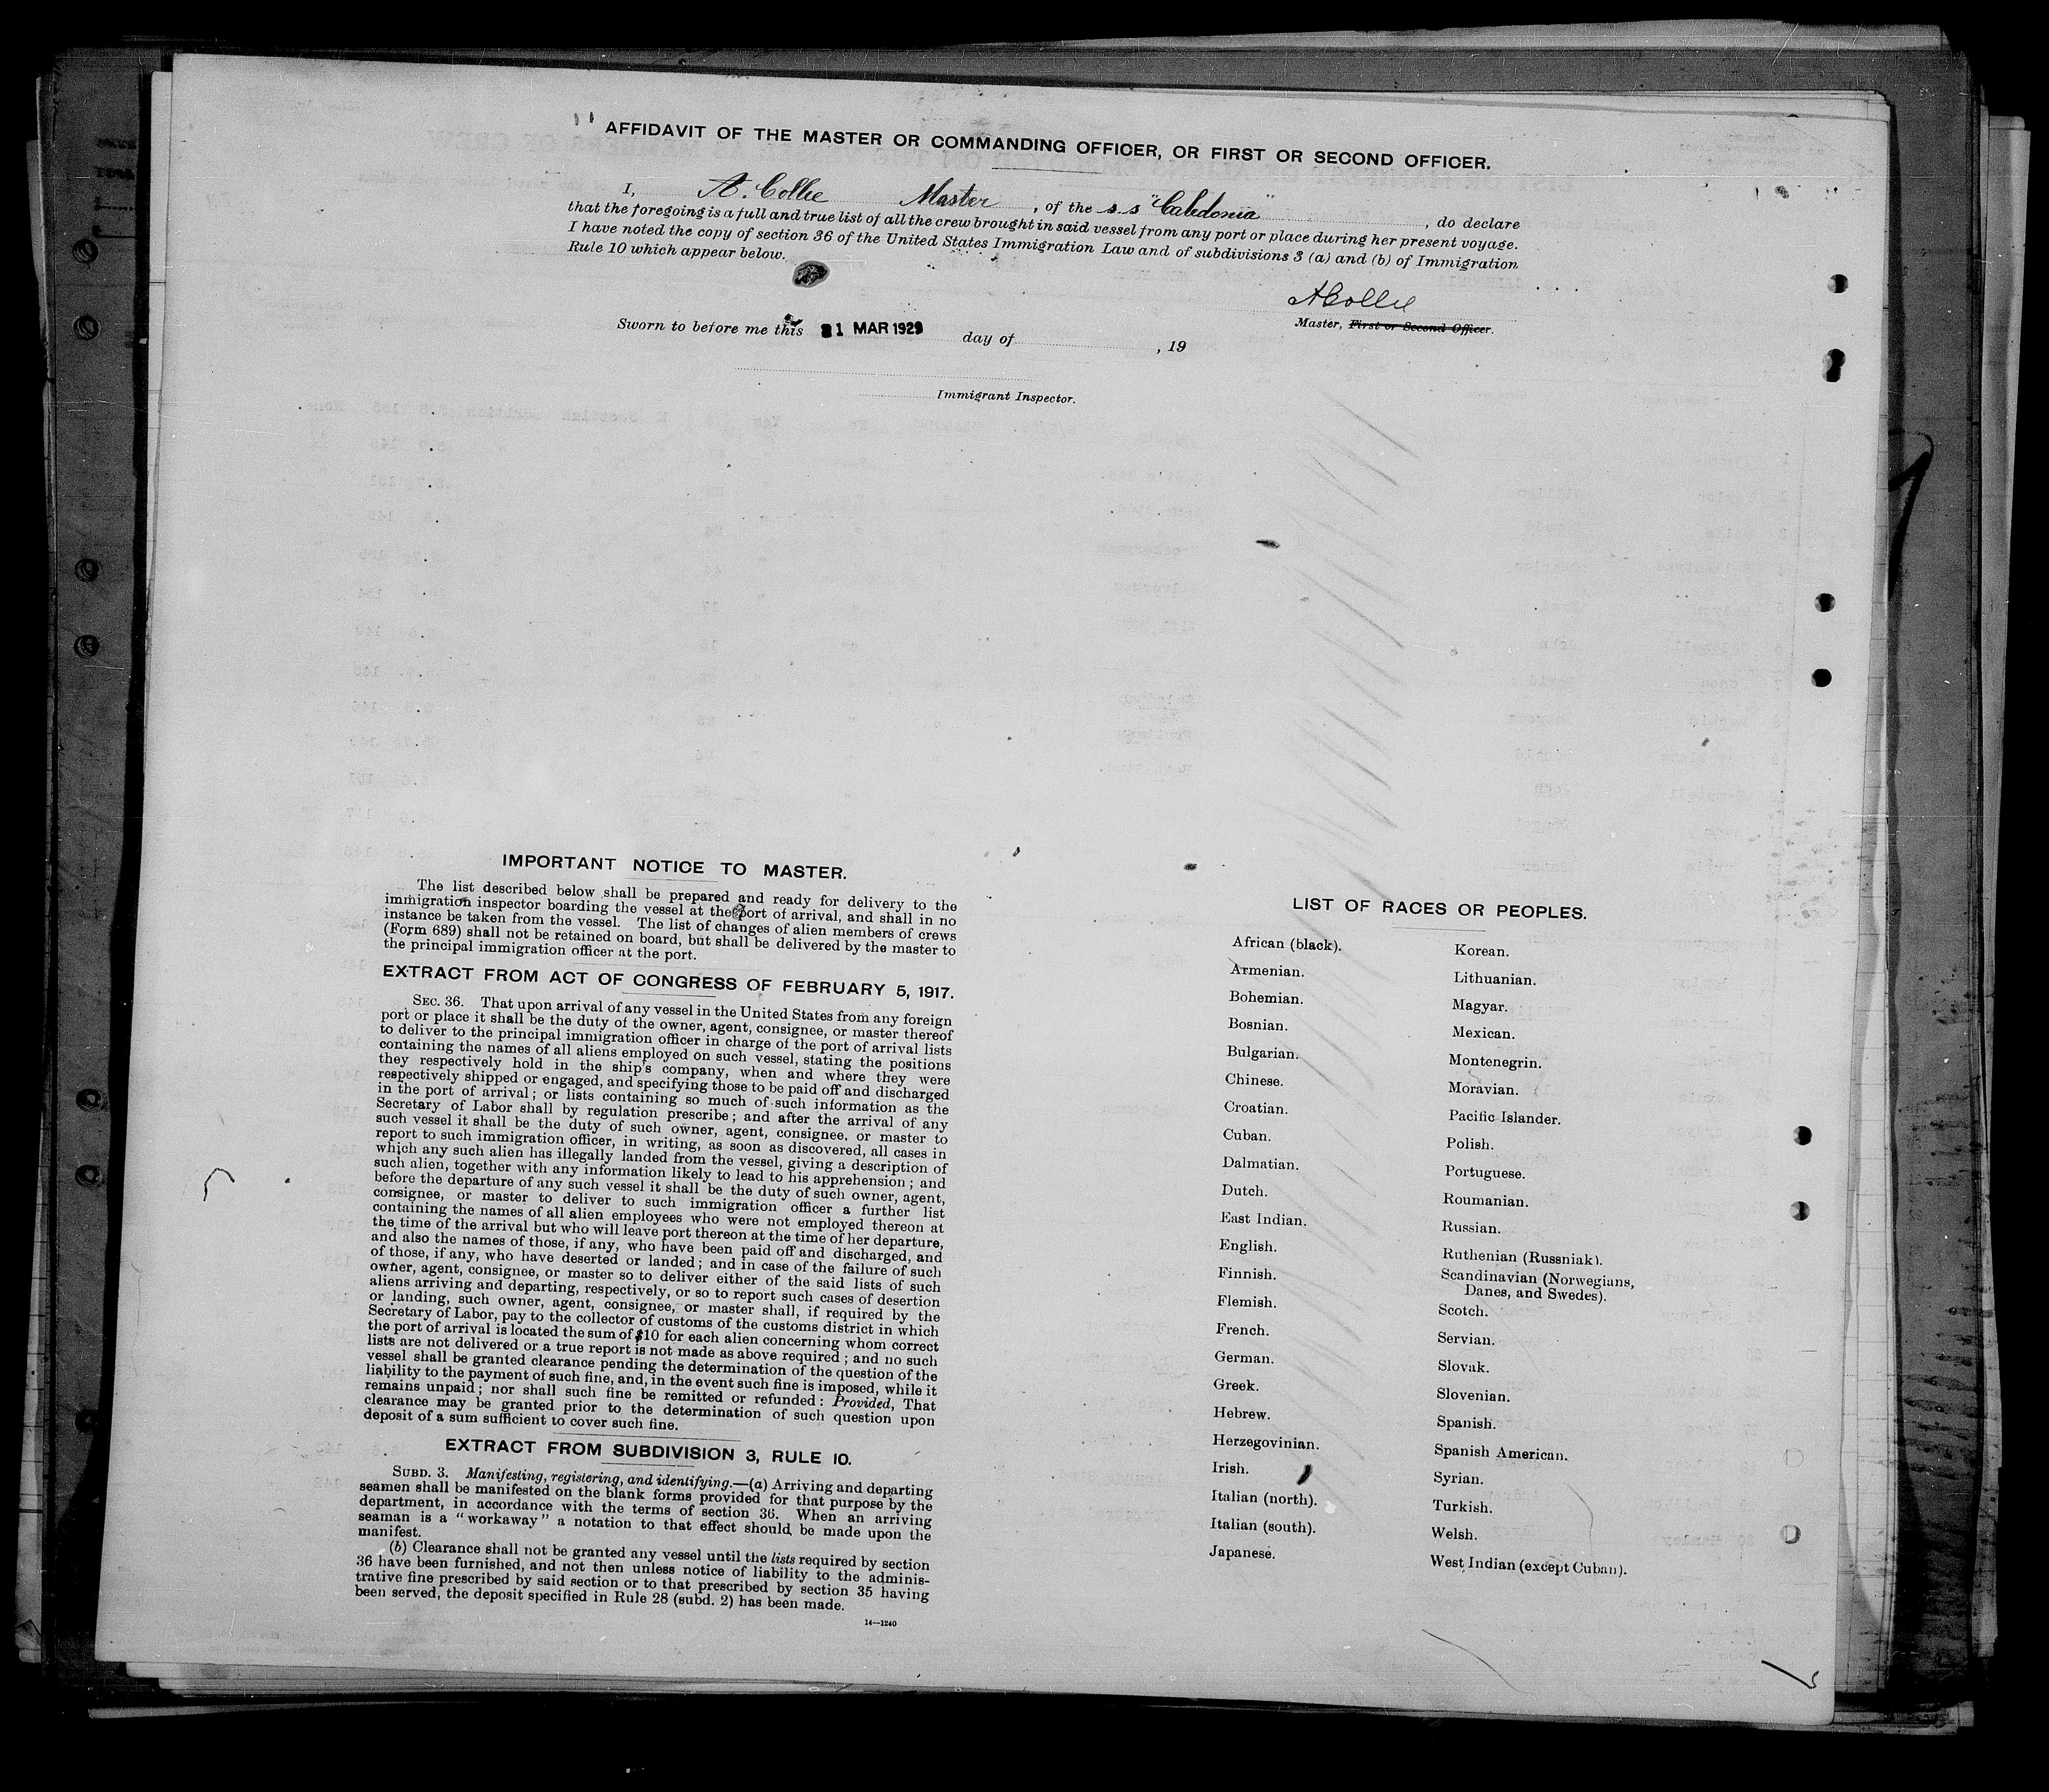 AFFIDAVIT OF THE MASTER OR COMMANDING OFFICER, OR FIRST OR SECOND OFFICER.
I, A. Collie Master, of the s.s "Caledonia", do declare
that the foregoing is a full and true list of all the crew brought in said vessel from any port or place during her present voyage.
I have noted the copy of section 36 of the United States Immigration Law and of subdivisions 3 (a) and (b) of Immigration
Rule 10 which appear below.
A Collie
Master, First or Second Officer.
Sworn to before me this 31 MAR 1929 day of , 19
Immigrant Inspector.
IMPORTANT NOTICE TO MASTER.
The list described below shall be prepared and ready for delivery to the
immigration inspector boarding the vessel at the port of arrival, and shall in no
instance be taken from the vessel. The list of changes of alien members of crews
(Form 689) shall not be retained on board, but shall be delivered by the master to
the principal immigration officer at the port.
EXTRACT FROM ACT OF CONGRESS OF FEBRUARY 5, 1917.
SEC. 36. That upon arrival of any vessel in the United States from any foreign
port or place it shall be the duty of the owner, agent, consignee, or master thereof
to deliver to the principal immigration officer in charge of the port of arrival lists
containing the names of all aliens employed on such vessel, stating the positions
they respectively hold in the ship's company, when and where they were
respectively shipped or engaged, and specifying those to be paid off and discharged
in the port of arrival; or lists containing so much of such information as the
Secretary of Labor shall by regulation prescribe; and after the arrival of any
such vessel it shall be the duty of such owner, agent, consignee, or master to
report to such immigration officer, in writing, as soon as discovered, all cases in
which any such alien has illegally landed from the vessel, giving a description of
such alien, together with any information likely to lead to his apprehension; and
before the departure of any such vessel it shall be the duty of such owner, agent,
consignee, or master to deliver to such immigration officer a further list
containing the names of all alien employees who were not employed thereon at
the time of the arrival but who will leave port thereon at the time of her departure,
and also the names of those, if any, who have been paid off and discharged, and
of those, if any, who have deserted or landed; and in case of the failure of such
owner, agent, consignee, or master so to deliver either of the said lists of such
aliens arriving and departing, respectively, or so to report such cases of desertion
or landing, such owner, agent, consignee, or master shall, if required by the
Secretary of Labor, pay to the collector of customs of the customs district in which
the port of arrival is located the sum of $10 for each alien concerning whom correct
lists are not delivered or a true report is not made as above required; and no such
vessel shall be granted clearance pending the determination of the question of the
liability to the payment of such fine, and, in the event such fine is imposed, while it
remains unpaid; nor shall such fine be remitted or refunded: Provided, That
clearance may be granted prior to the determination of such question upon
deposit of a sum sufficient to cover such fine.
EXTRACT FROM SUBDIVISION 3, RULE 10.
SUBD. 3. Manifesting, registering, and identifying.—(a) Arriving and departing
seamen shall be manifested on the blank forms provided for that purpose by the
department, in accordance with the terms of section 36. When an arriving
seaman is a "workaway" a notation to that effect should be made upon the
manifest.
(b) Clearance shall not be granted any vessel until the lists required by section
36 have been furnished, and not then unless notice of liability to the adminis-
trative fine prescribed by said section or to that prescribed by section 35 having
been served, the deposit specified in Rule 28 (subd. 2) has been made.
14—1240
LIST OF RACES OR PEOPLES.
African (black).
Armenian.
Bohemian.
Bosnian.
Bulgarian.
Chinese.
Croatian.
Cuban.
Dalmatian.
Dutch.
East Indian.
English.
Finnish.
Flemish.
French.
German.
Greek.
Hebrew.
Herzegovinian.
Irish.
Italian (north).
Italian (south).
Japanese.
Korean.
Lithuanian.
Magyar.
Mexican.
Montenegrin.
Moravian.
Pacific Islander.
Polish.
Portuguese.
Roumanian.
Russian.
Ruthenian (Russniak).
Scandinavian (Norwegians,
Danes, and Swedes).
Scotch.
Servian.
Slovak.
Slovenian.
Spanish.
Spanish American.
Syrian.
Turkish.
Welsh.
West Indian (except Cuban).